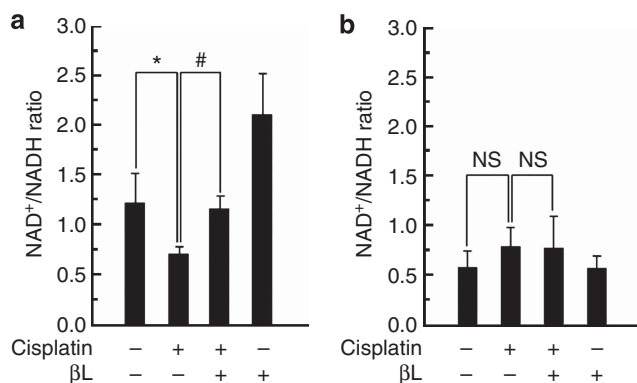 a
NAD⁺/NADH ratio
3.0
2.5
2.0
1.5
1.0
0.5
0.0
*
#
Cisplatin − + + −
βL − − + +
b
NAD⁺/NADH ratio
3.0
2.5
2.0
1.5
1.0
0.5
0.0
NS NS
− + + −
− − + +